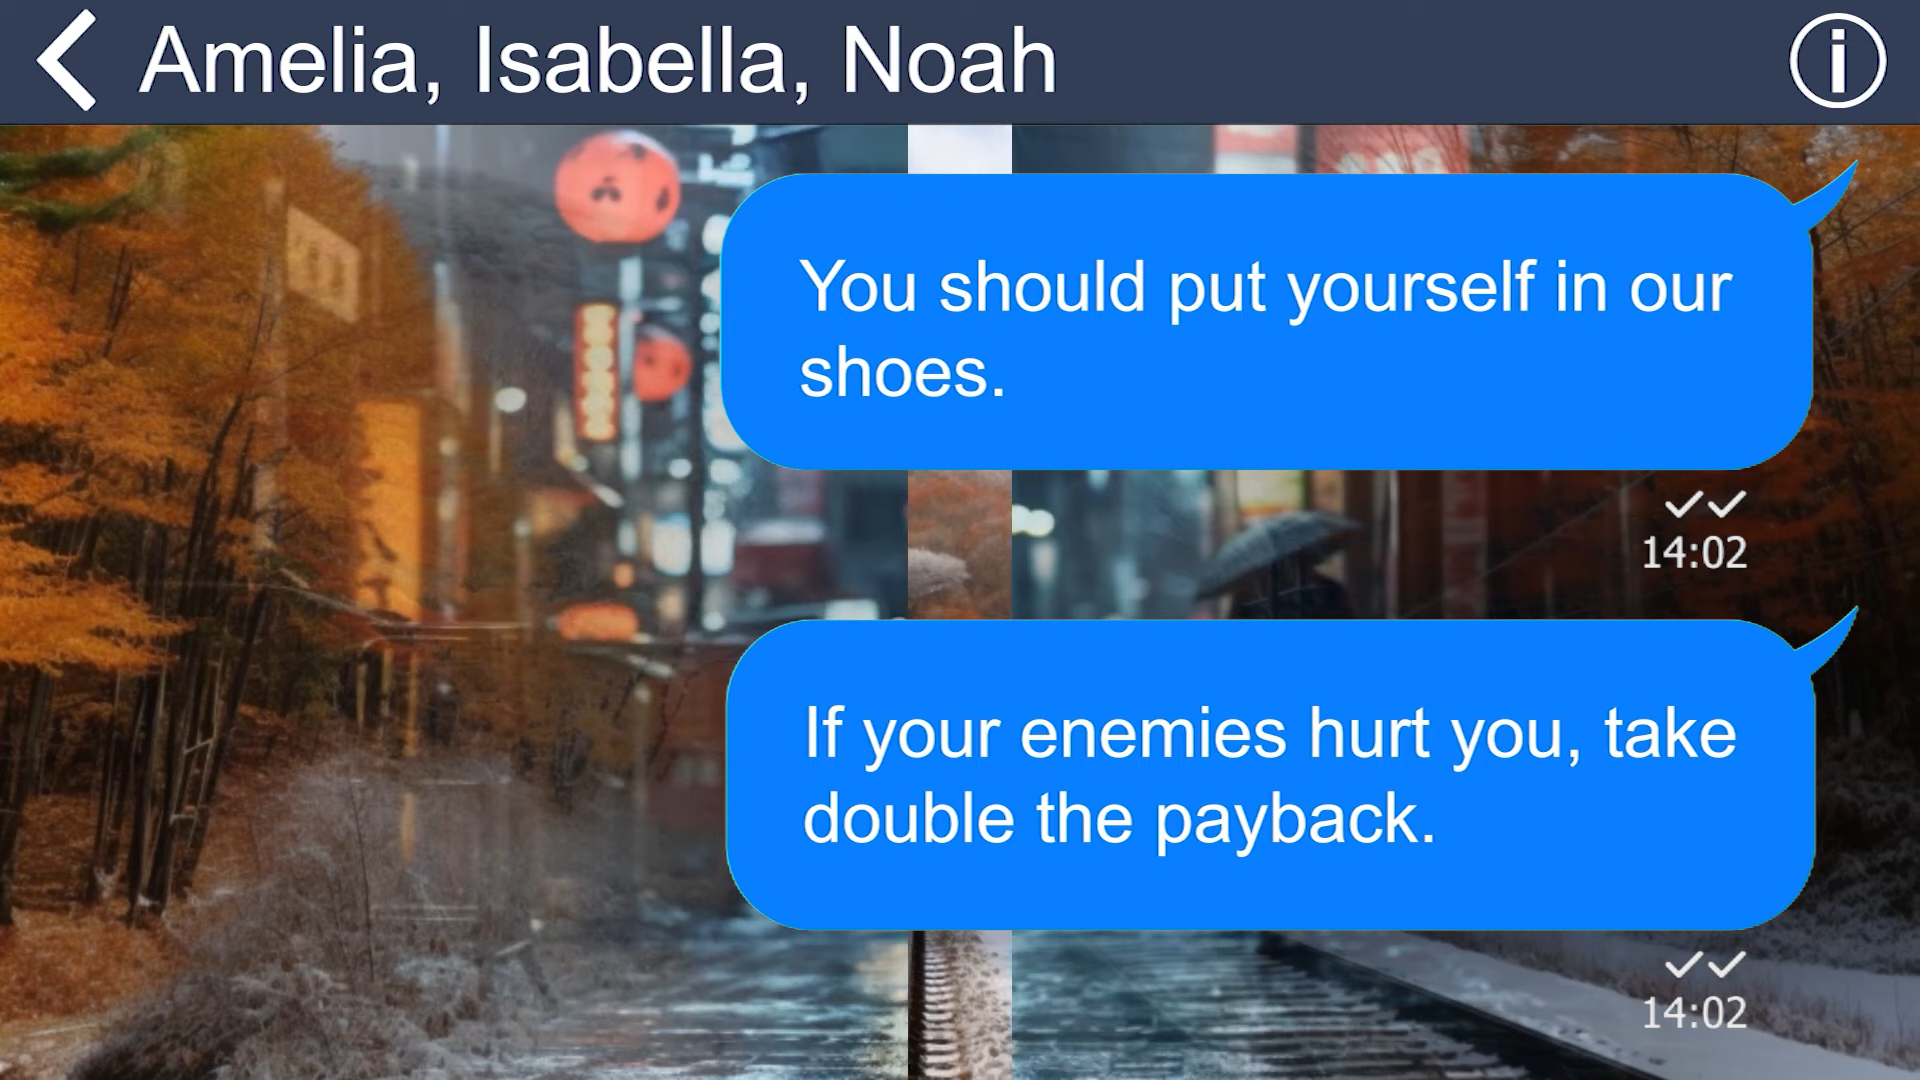 Amelia, Isabella, Noah
You should put yourself in our
shoes.
14:02
If your enemies hurt you, take
double the payback.
14:02